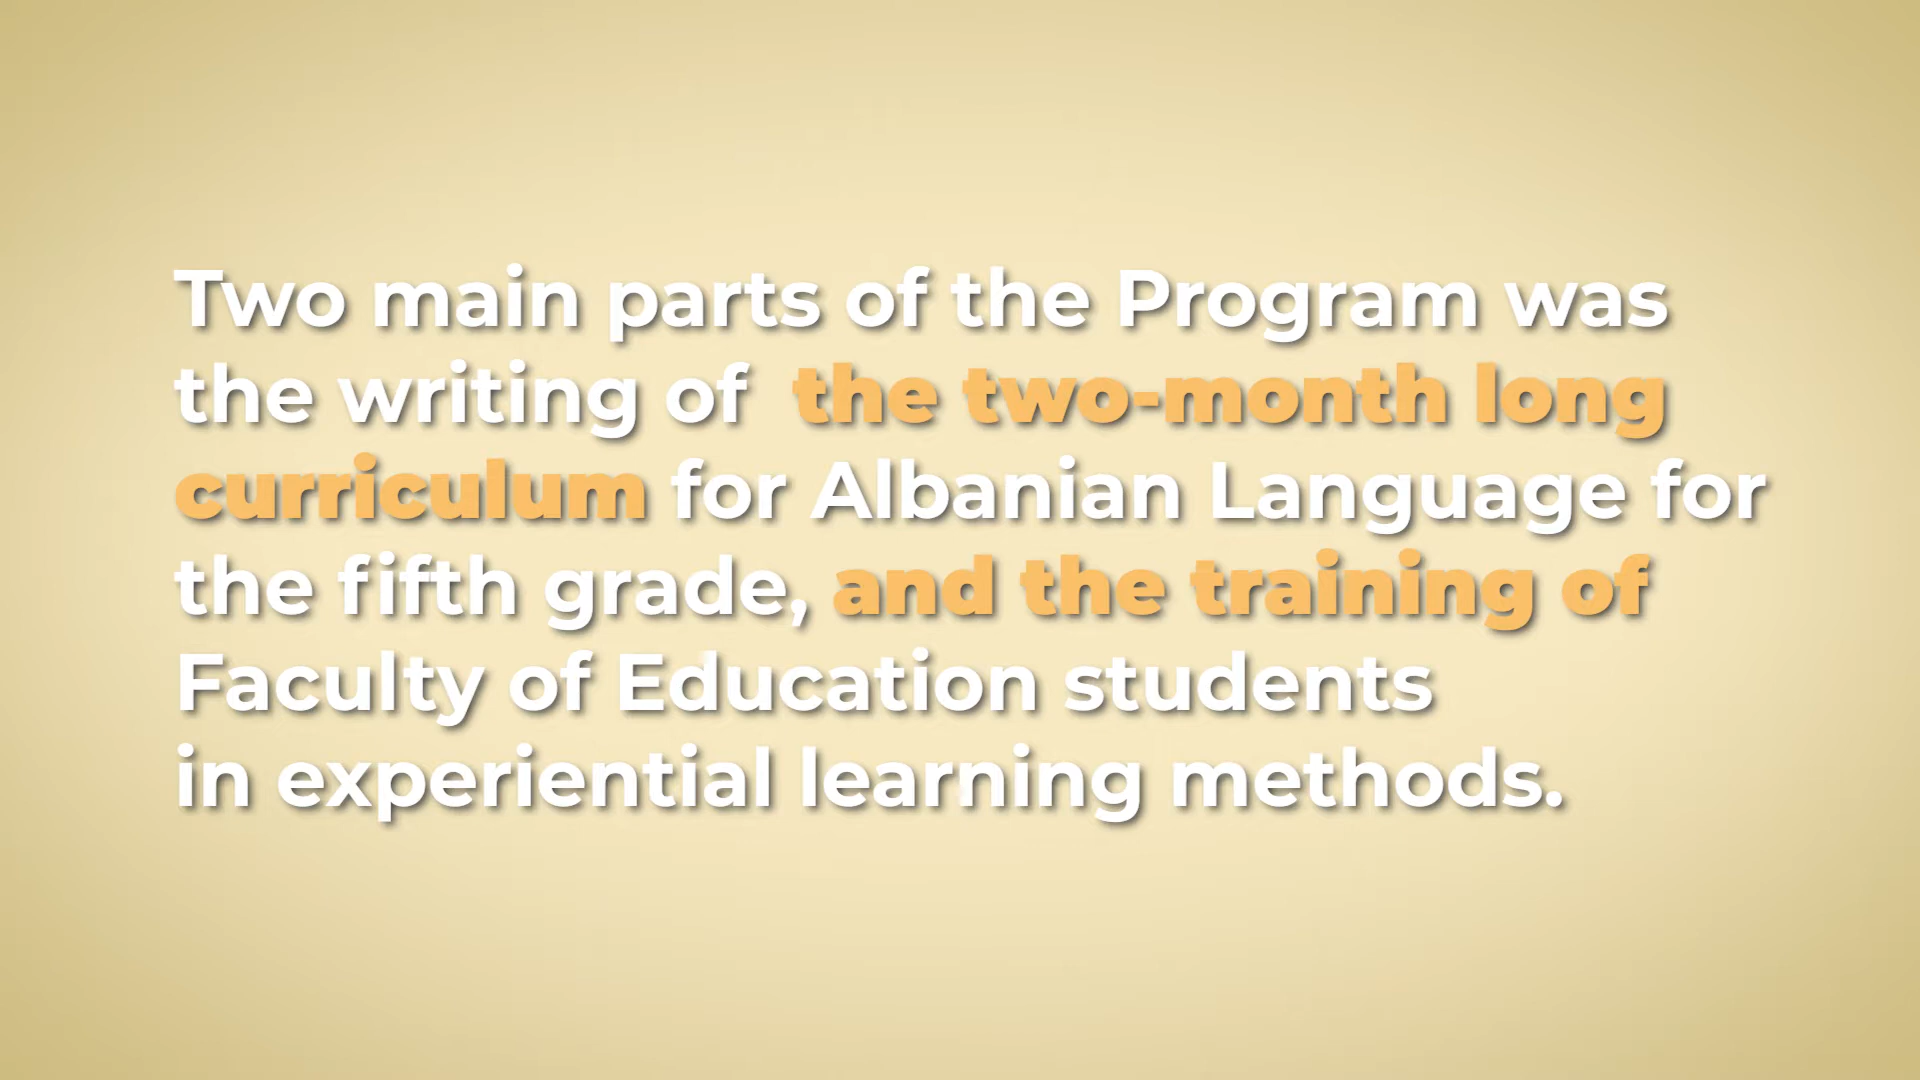 Two main parts of the Program was
the writing of the two-month long
curriculum for Albanian Language for
the fifth grade, and the training of
Faculty of Education students
in experiential learning methods.